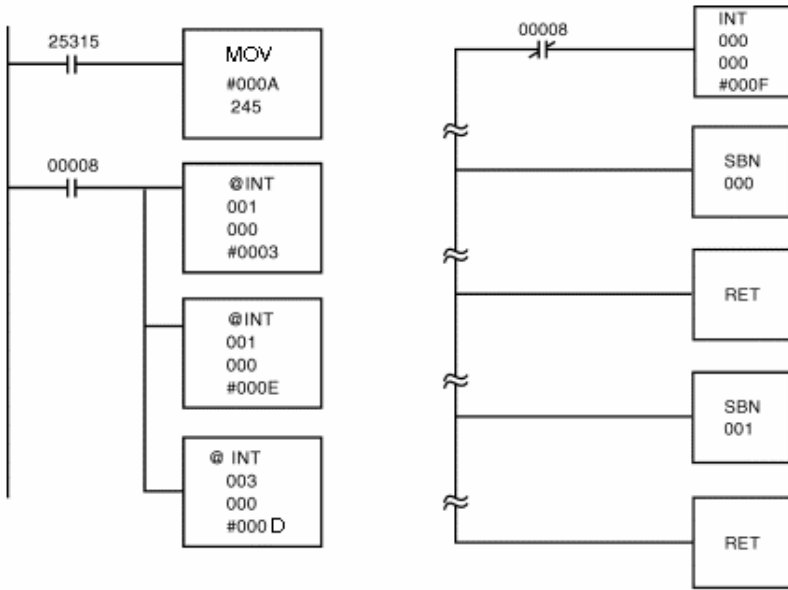 25315
MOV
#000A
245
00008
@INT
001
000
#0003
@INT
001
000
#000E
@ INT
003
000
#000D
00008
INT
000
000
#000F
SBN
000
RET
SBN
001
RET